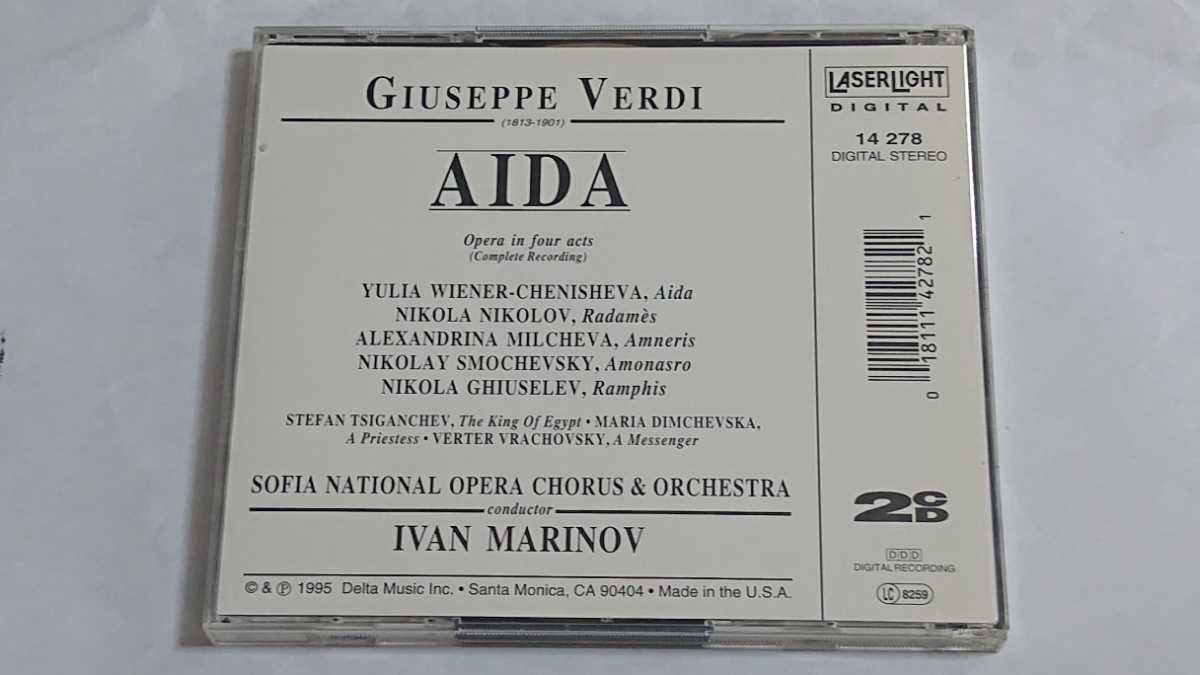 GIUSEPPE VERDI
(1813-1901)
AIDA
Opera in four acts
(Complete Recording)
YULIA WIENER-CHENISHEVA, Aida
NIKOLA NIKOLOV, Radamès
ALEXANDRINA MILCHEVA, Amneris
NIKOLAY SMOCHEVSKY, Amonasro
NIKOLA GHIUSELEV, Ramphis
STEFAN TSIGANCHEV, The King Of Egypt • MARIA DIMCHEVSKA,
A Priestess • VERTER VRACHOVSKY, A Messenger
SOFIA NATIONAL OPERA CHORUS & ORCHESTRA
conductor
IVAN MARINOV
© & ℗ 1995 Delta Music Inc. • Santa Monica, CA 90404 • Made in the U.S.A.
LASERLIGHT
DIGITAL
14 278
DIGITAL STEREO
0 18111 42782 1
2CD
DDD
DIGITAL RECORDING
LC 8259